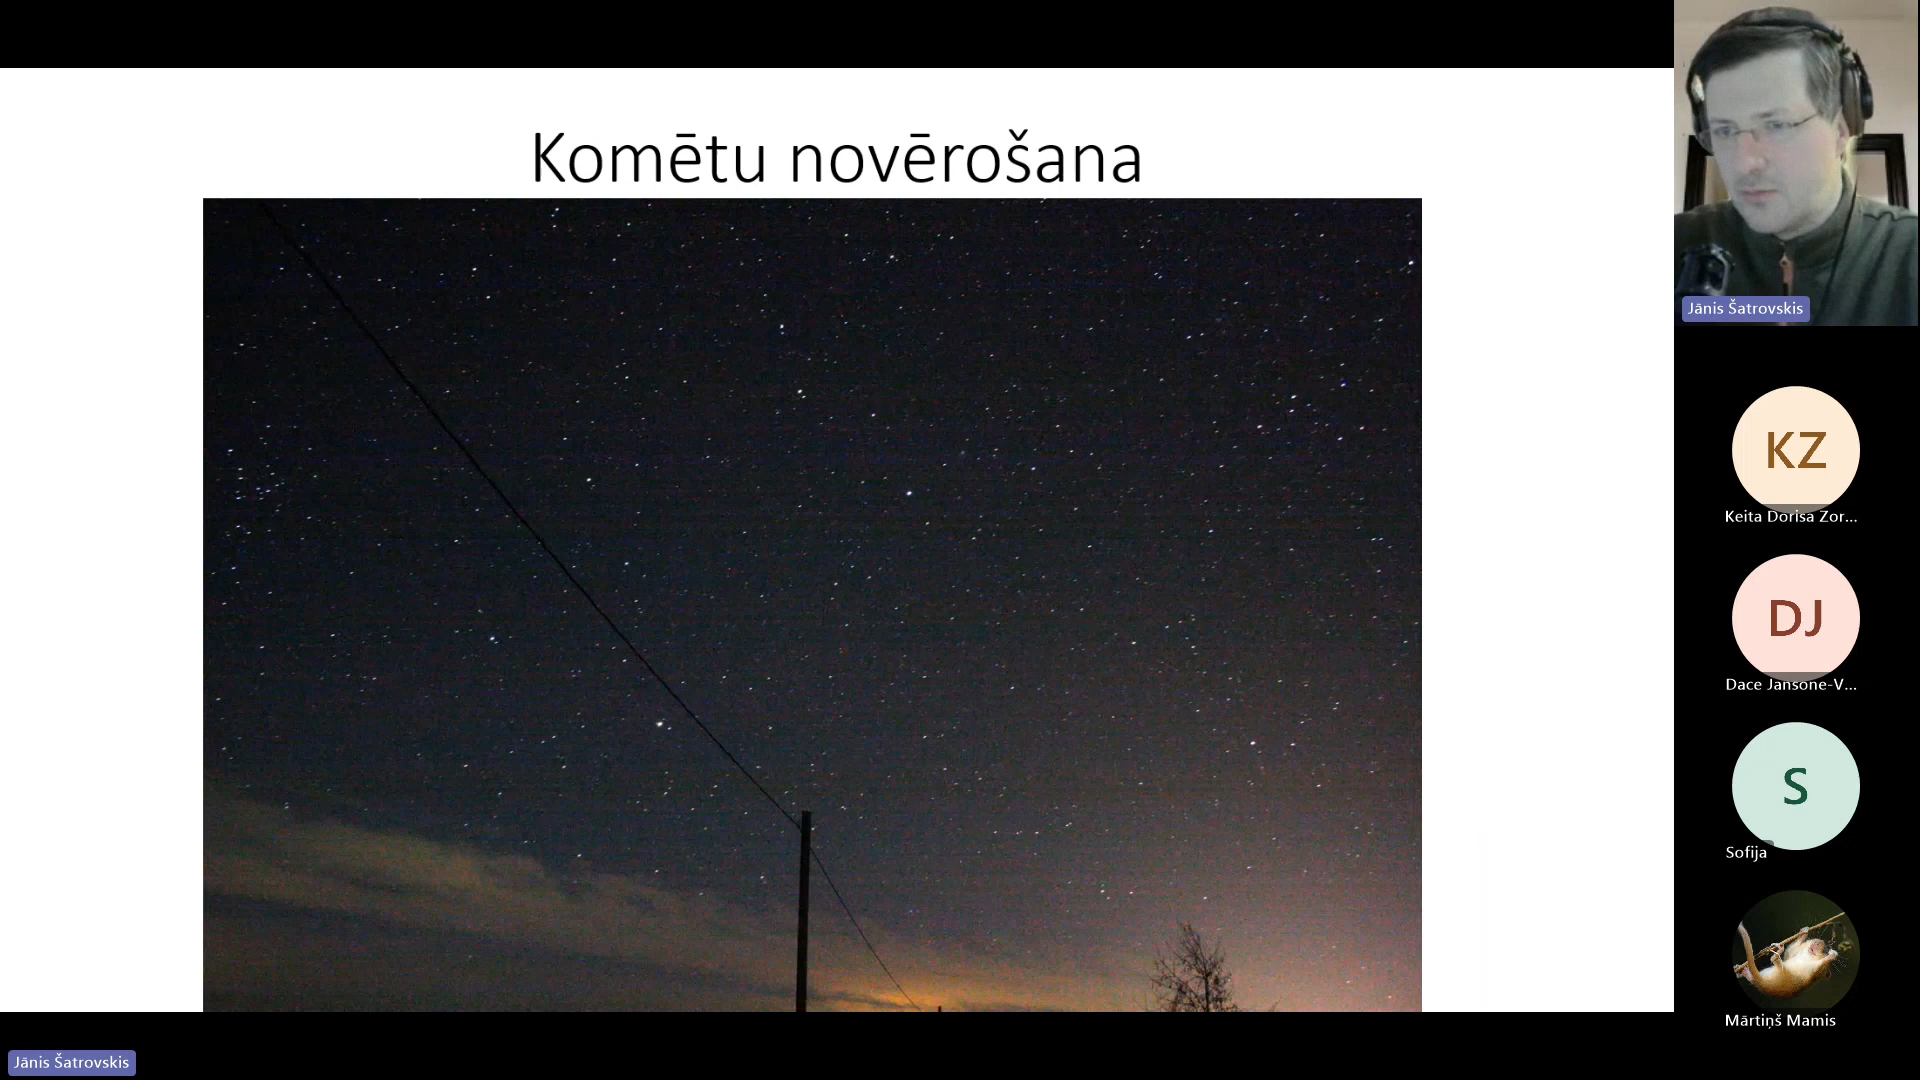 Komētu novērošana
Jānis Šatrovskis
KZ
Keita Dorisa Zor...
DJ
Dace Jansone-V...
S
Sofija
Mārtiņš Mamis
Jānis Šatrovskis